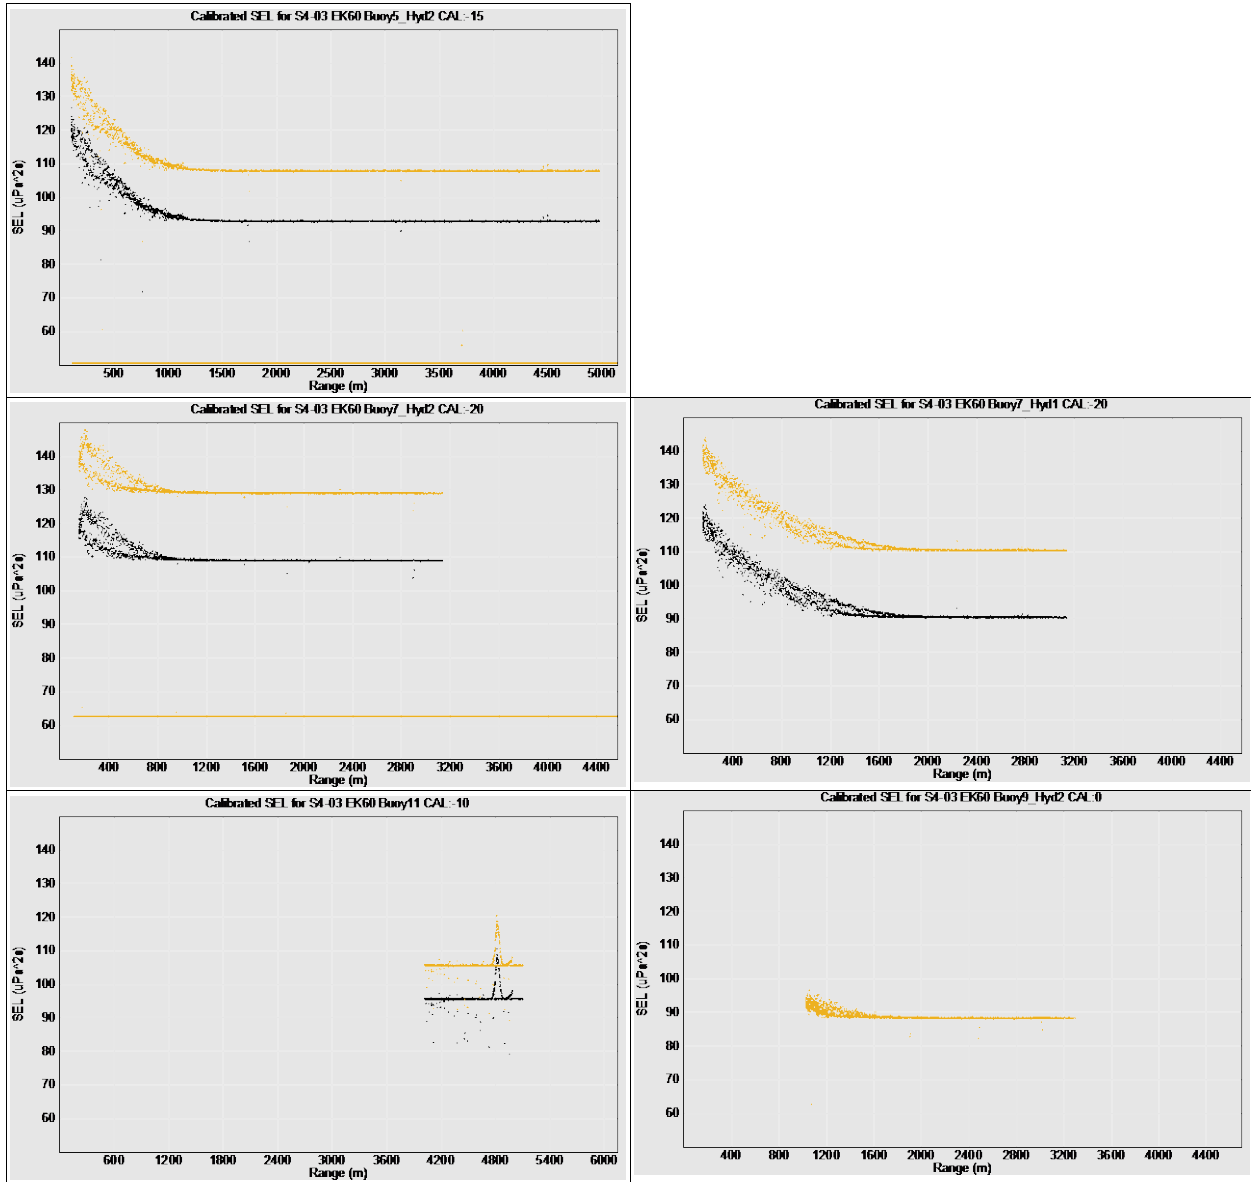 Calibrated SEL for S4-03 EK60 Buoy5_Hyd2 CAL:-15
140
130
120
110
100
90
80
70
60
SEL (uPa^2s)
500 1000 1500 2000 2500 3000 3500 4000 4500 5000
Range (m)
Calibrated SEL for S4-03 EK60 Buoy7_Hyd2 CAL:-20
140
130
120
110
100
90
80
70
60
SEL (uPa^2s)
400 800 1200 1600 2000 2400 2800 3200 3600 4000 4400
Range (m)
Calibrated SEL for S4-03 EK60 Buoy7_Hyd1 CAL:-20
140
130
120
110
100
90
80
70
60
SEL (uPa^2s)
400 800 1200 1600 2000 2400 2800 3200 3600 4000 4400
Range (m)
Calibrated SEL for S4-03 EK60 Buoy11 CAL:-10
140
130
120
110
100
90
80
70
60
SEL (uPa^2s)
600 1200 1800 2400 3000 3600 4200 4800 5400 6000
Range (m)
Calibrated SEL for S4-03 EK60 Buoy9_Hyd2 CAL:0
140
130
120
110
100
90
80
70
60
SEL (uPa^2s)
400 800 1200 1600 2000 2400 2800 3200 3600 4000 4400
Range (m)